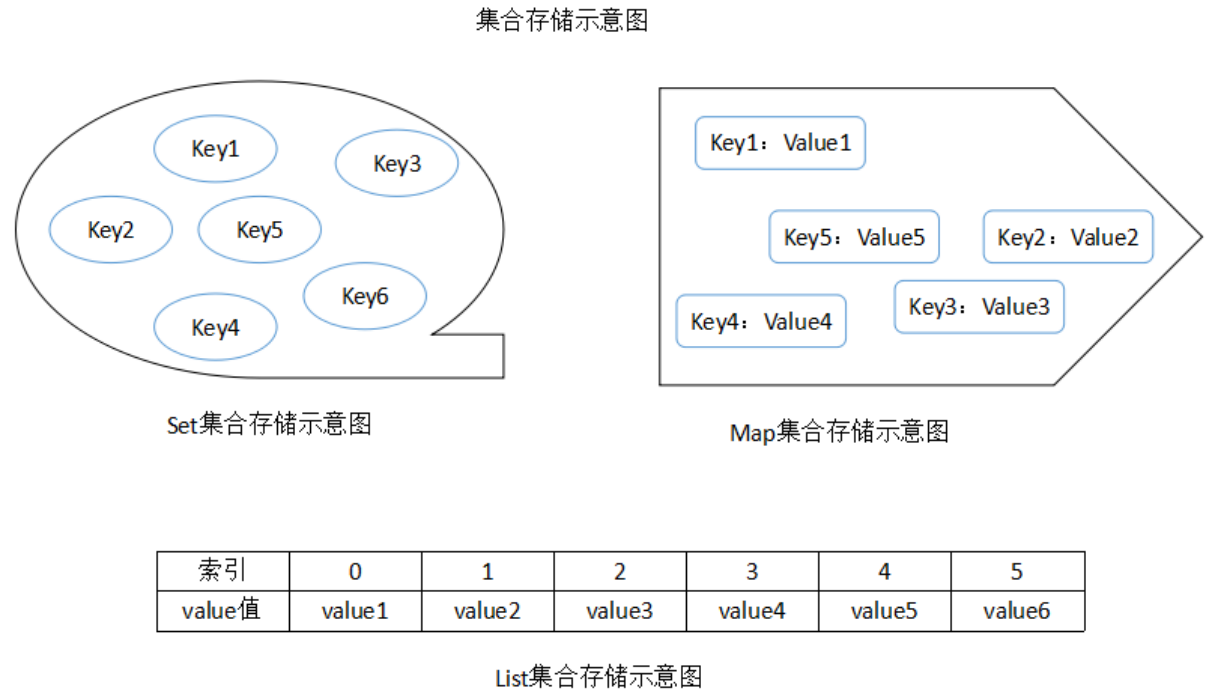 集合存储示意图
Key1
Key3
Key2
Key5
Key6
Key4
Set集合存储示意图
Key1：Value1
Key5：Value5
Key2：Value2
Key3：Value3
Key4：Value4
Map集合存储示意图
索引 0 1 2 3 4 5
value值 value1 value2 value3 value4 value5 value6
List集合存储示意图